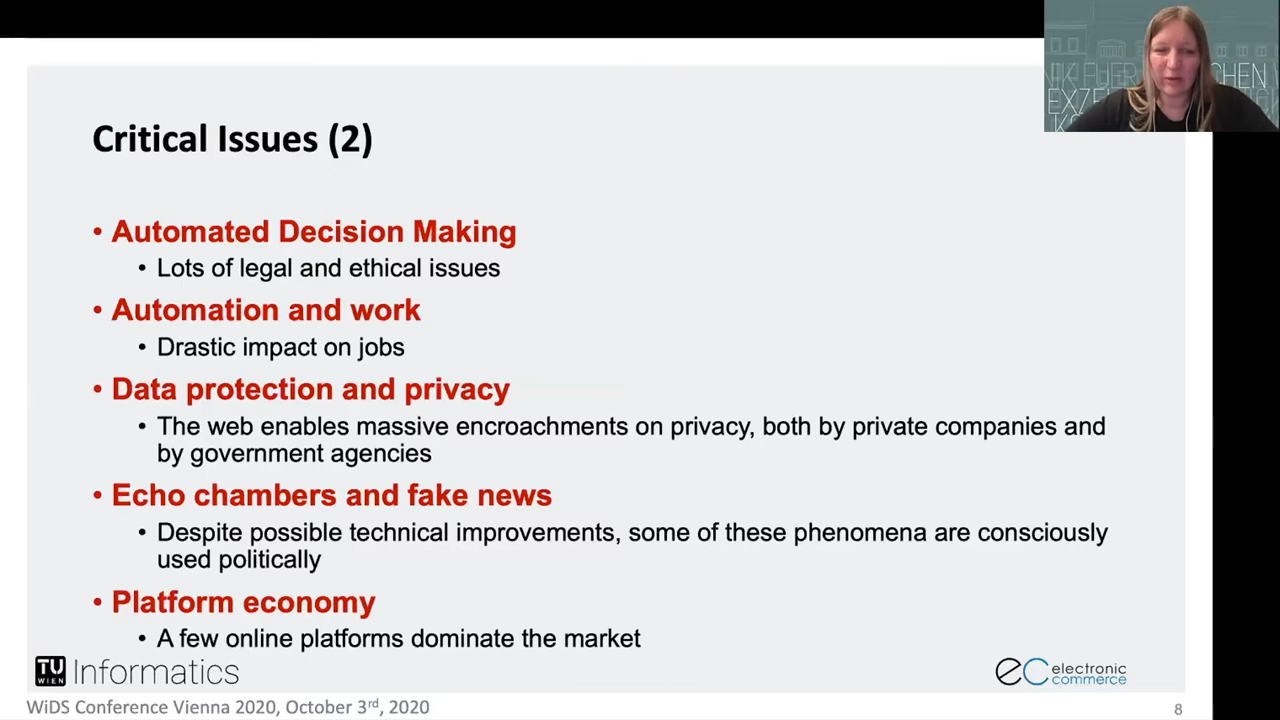 Critical Issues (2)
• Automated Decision Making
• Lots of legal and ethical issues
• Automation and work
• Drastic impact on jobs
• Data protection and privacy
• The web enables massive encroachments on privacy, both by private companies and
by government agencies
• Echo chambers and fake news
• Despite possible technical improvements, some of these phenomena are consciously
used politically
• Platform economy
• A few online platforms dominate the market
TU
WIEN
Informatics
eC electronic
commerce
WiDS Conference Vienna 2020, October 3rd, 2020
8